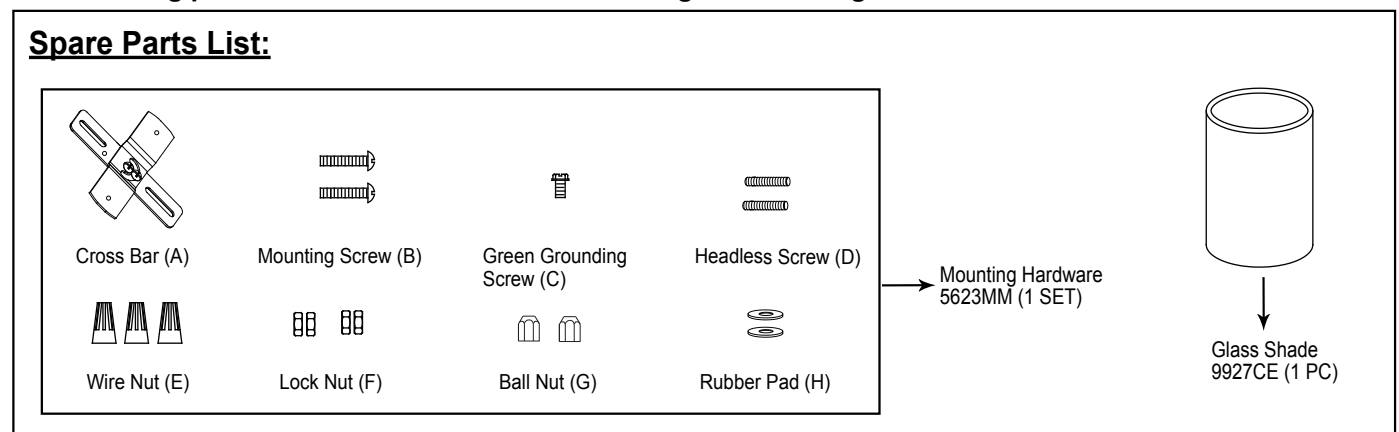 Spare Parts List:
Cross Bar (A)
Mounting Screw (B)
Green Grounding
Screw (C)
Headless Screw (D)
Wire Nut (E)
Lock Nut (F)
Ball Nut (G)
Rubber Pad (H)
Mounting Hardware
5623MM (1 SET)
Glass Shade
9927CE (1 PC)